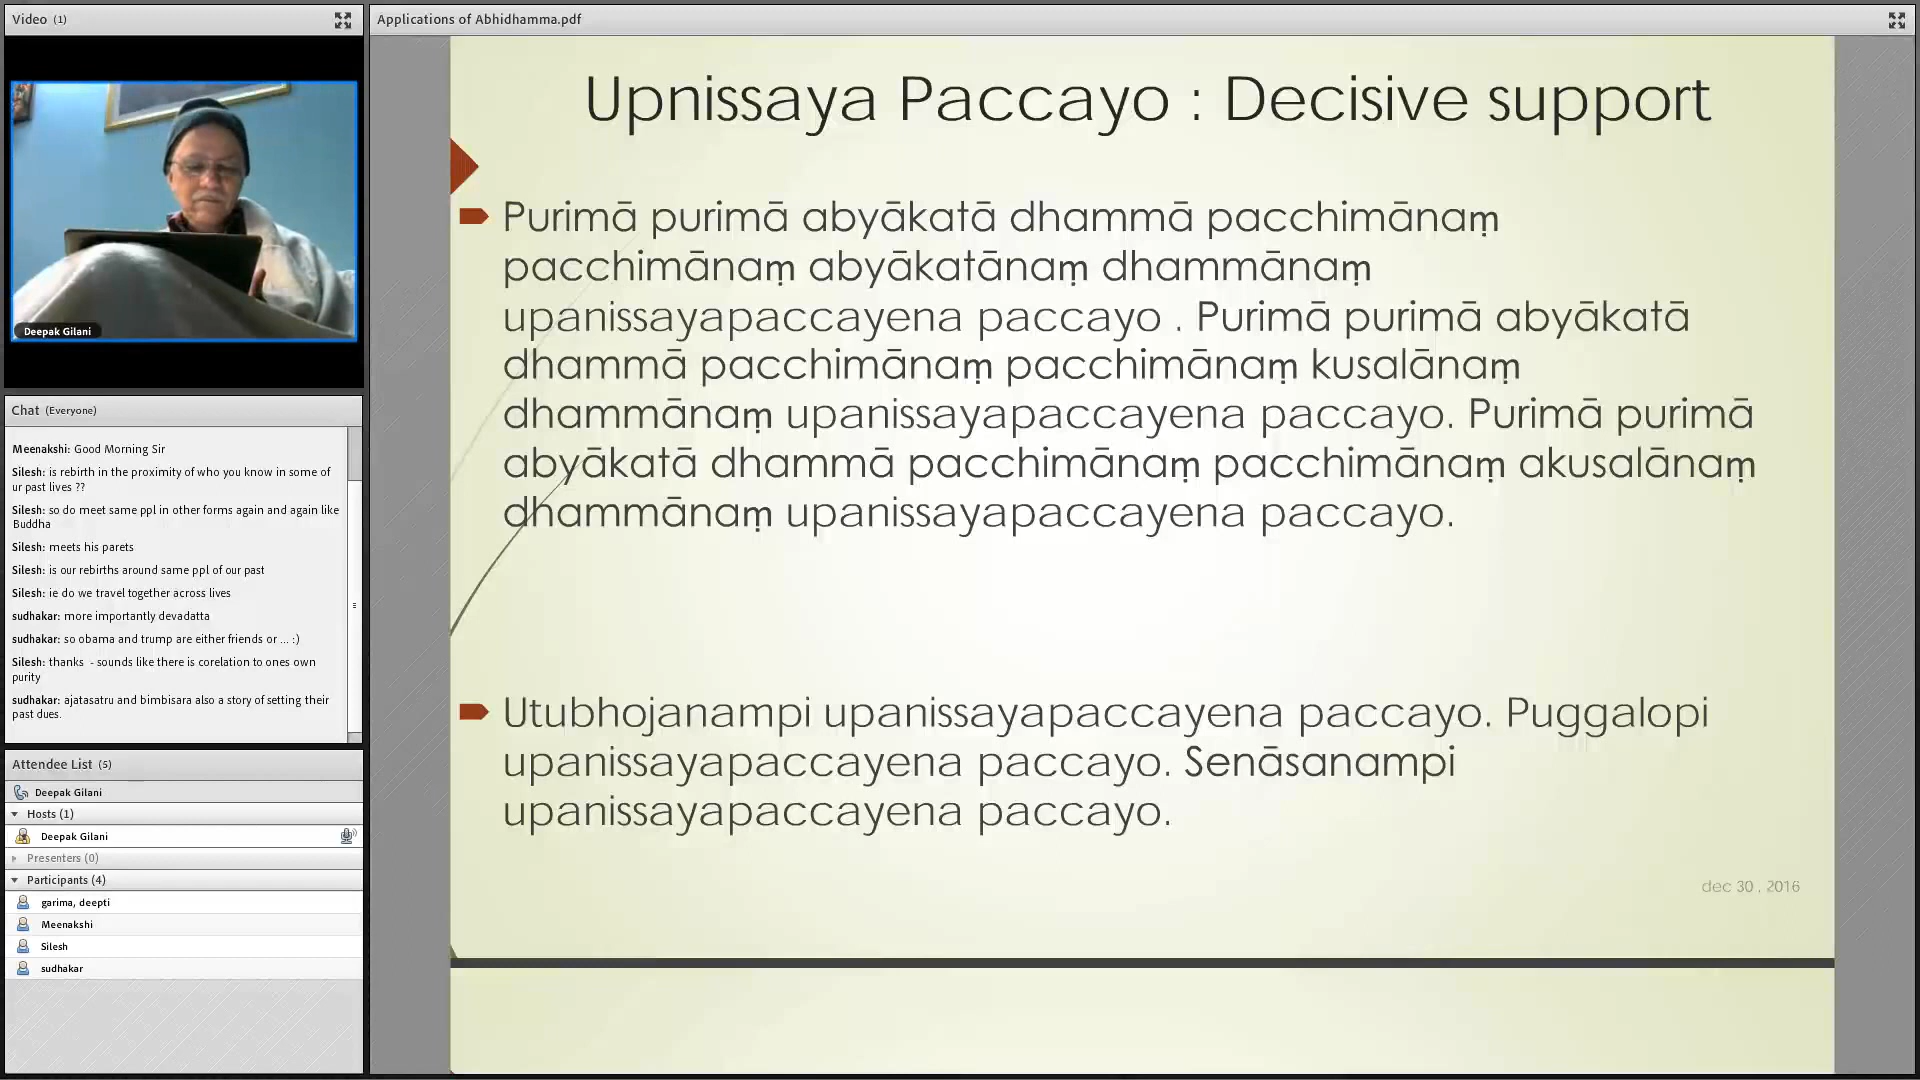 Video (1)
Deepak Gilani
Chat (Everyone)
Meenakshi: Good Morning Sir
Silesh: is rebirth in the proximity of who you know in some of
ur past lives ??
Silesh: so do meet same ppl in other forms again and again like
Buddha
Silesh: meets his parets
Silesh: is our rebirths around same ppl of our past
Silesh: ie do we travel together across lives
sudhakar: more importantly devadatta
sudhakar: so obama and trump are either friends or ... :)
Silesh: thanks - sounds like there is corelation to ones own
purity
sudhakar: ajatasatru and bimbisara also a story of setting their
past dues.
Attendee List (5)
Deepak Gilani
Hosts (1)
Deepak Gilani
Presenters (0)
Participants (4)
garima, deepti
Meenakshi
Silesh
sudhakar
Applications of Abhidhamma.pdf
Upnissaya Paccayo : Decisive support
Purimā purimā abyākatā dhammā pacchimānaṃ
pacchimānaṃ abyākatānaṃ dhammānaṃ
upanissayapaccayena paccayo . Purimā purimā abyākatā
dhammā pacchimānaṃ pacchimānaṃ kusalānaṃ
dhammānaṃ upanissayapaccayena paccayo. Purimā purimā
abyākatā dhammā pacchimānaṃ pacchimānaṃ akusalānaṃ
dhammānaṃ upanissayapaccayena paccayo.
Utubhojanampi upanissayapaccayena paccayo. Puggalopi
upanissayapaccayena paccayo. Senāsanampi
upanissayapaccayena paccayo.
dec 30 , 2016